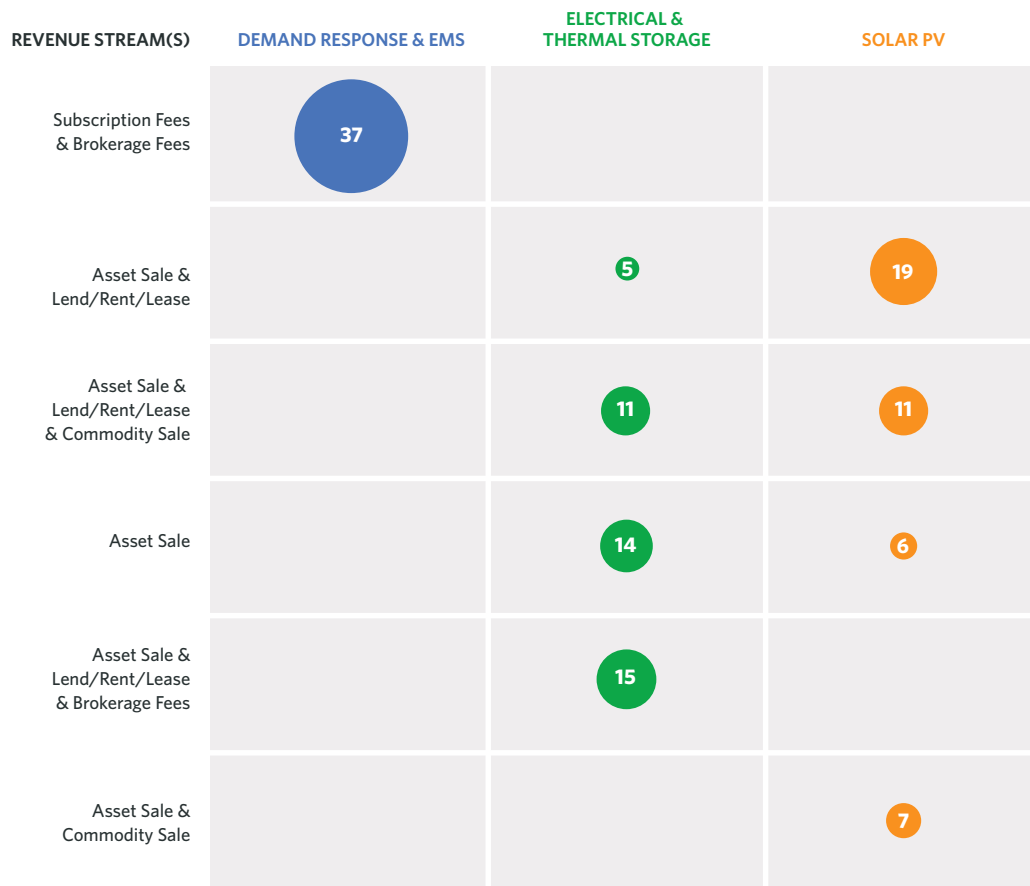 REVENUE STREAM(S)
DEMAND RESPONSE & EMS
ELECTRICAL &
THERMAL STORAGE
SOLAR PV
Subscription Fees
& Brokerage Fees
37
Asset Sale &
Lend/Rent/Lease
5
19
Asset Sale &
Lend/Rent/Lease
& Commodity Sale
11
11
Asset Sale
14
6
Asset Sale &
Lend/Rent/Lease
& Brokerage Fees
15
Asset Sale &
Commodity Sale
7